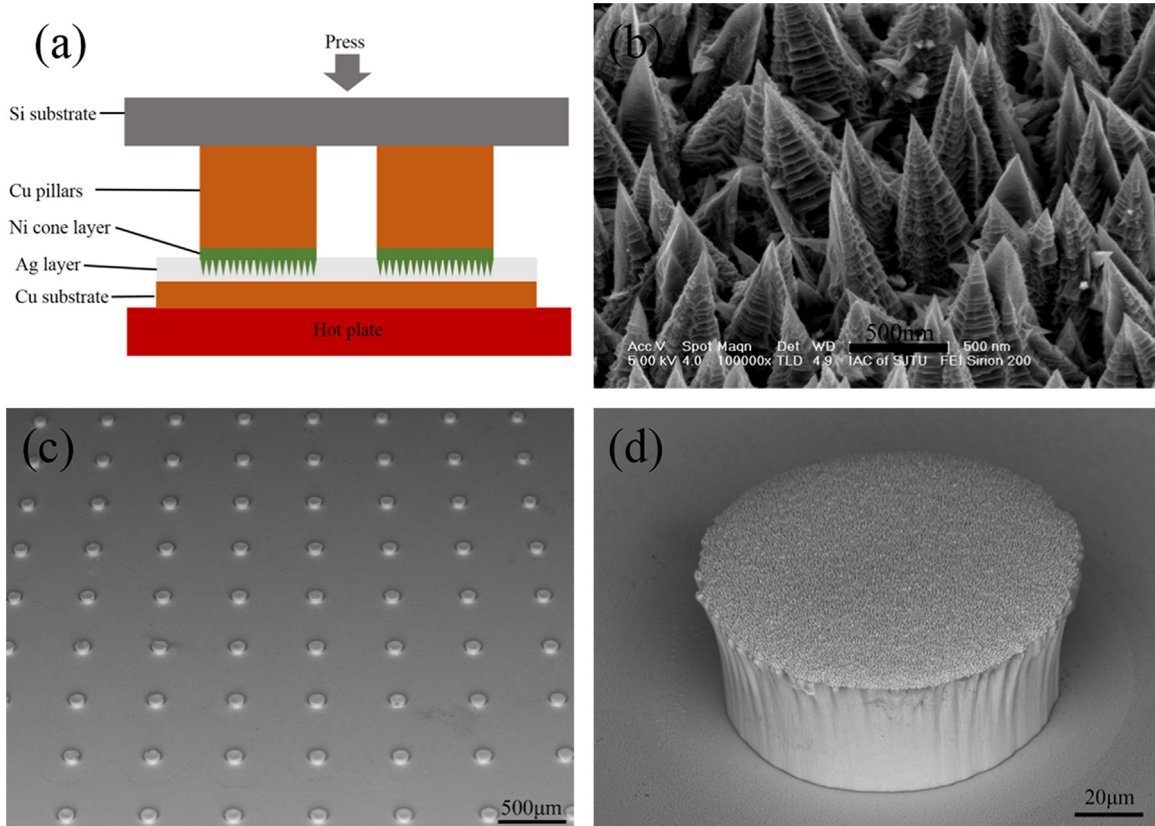 (a)
Press
Si substrate
Cu pillars
Ni cone layer
Ag layer
Cu substrate
Hot plate
(b)
500nm
Acc.V Spot Magn Det WD 500 nm
5.00 kV 4.0 100000x TLD 4.9 IAC of SJTU FEI Sirion 200
(c)
500μm
(d)
20μm